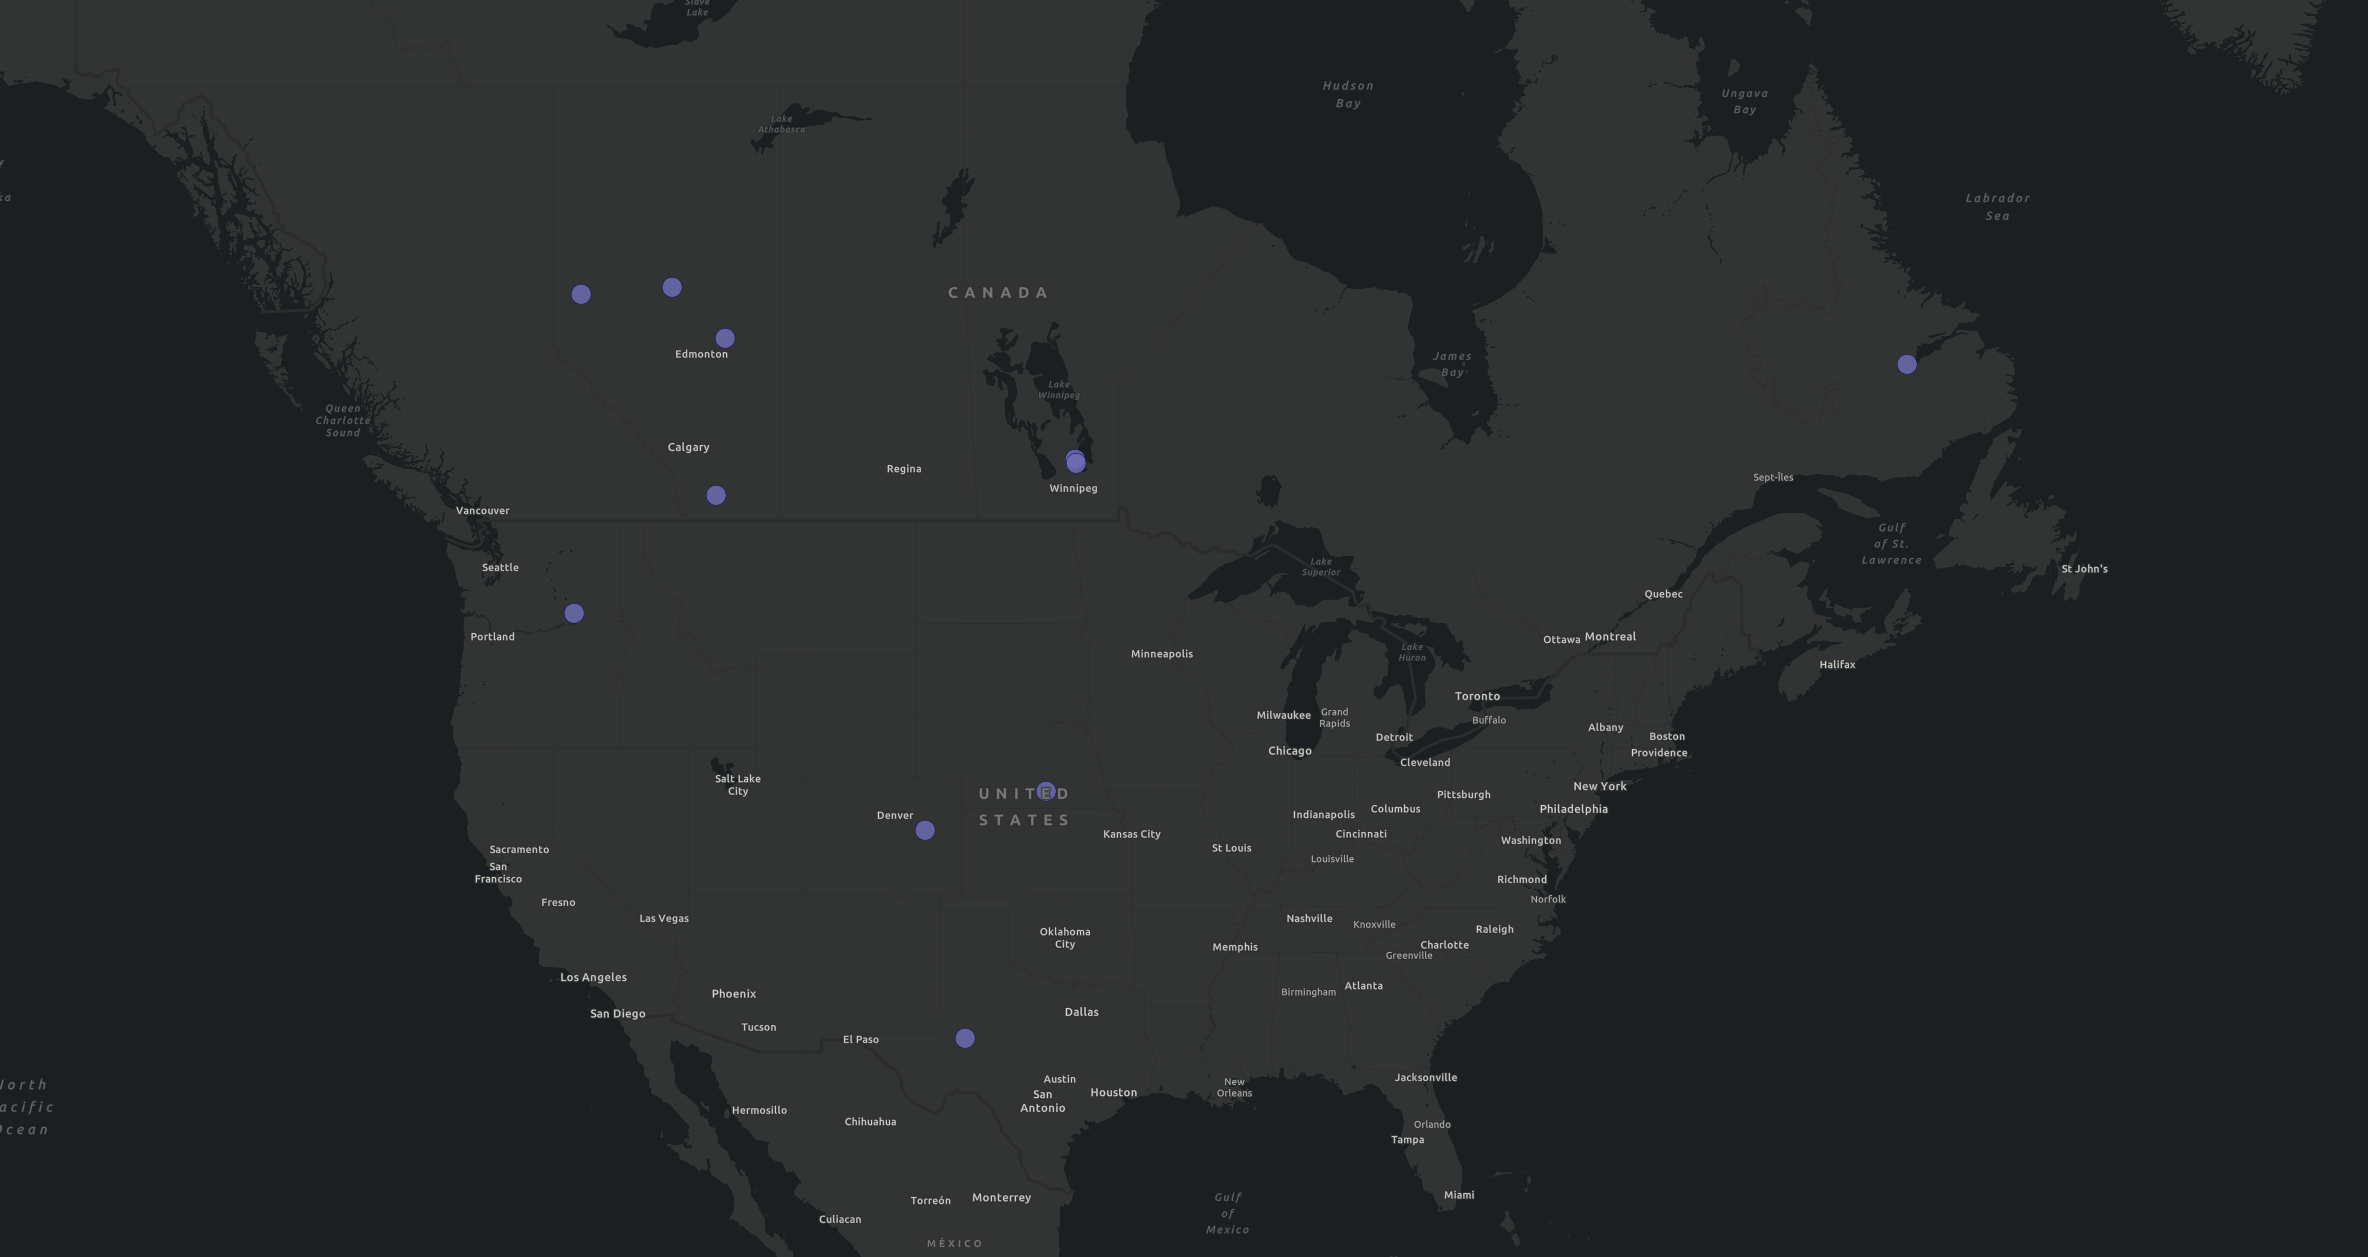 Slave
Lake
Hudson
Bay
Ungava
Bay
Lake
Athabasca
Labrador
Sea
CANADA
Edmonton
James
Bay
Lake
Winnipeg
Queen
Charlotte
Sound
Calgary
Regina
Winnipeg
Sept-Îles
Vancouver
Gulf
of St.
Lawrence
Seattle
Lake
Superior
St John's
Quebec
Portland
Ottawa
Montreal
Minneapolis
Lake
Huron
Halifax
Toronto
Milwaukee
Grand
Rapids
Buffalo
Albany
Detroit
Boston
Chicago
Providence
Cleveland
Salt Lake
City
New York
UNITED
STATES
Pittsburgh
Denver
Indianapolis
Columbus
Philadelphia
Kansas City
Cincinnati
Washington
Sacramento
St Louis
Louisville
San
Francisco
Richmond
Fresno
Norfolk
Las Vegas
Nashville
Knoxville
Raleigh
Oklahoma
City
Memphis
Charlotte
Greenville
Los Angeles
Phoenix
Birmingham
Atlanta
San Diego
Dallas
Tucson
El Paso
Austin
Jacksonville
San
Antonio
Houston
New
Orleans
Hermosillo
Chihuahua
Orlando
Tampa
orth
acific
cean
Torreón
Monterrey
Miami
Gulf
of
Mexico
Culiacan
MÉXICO